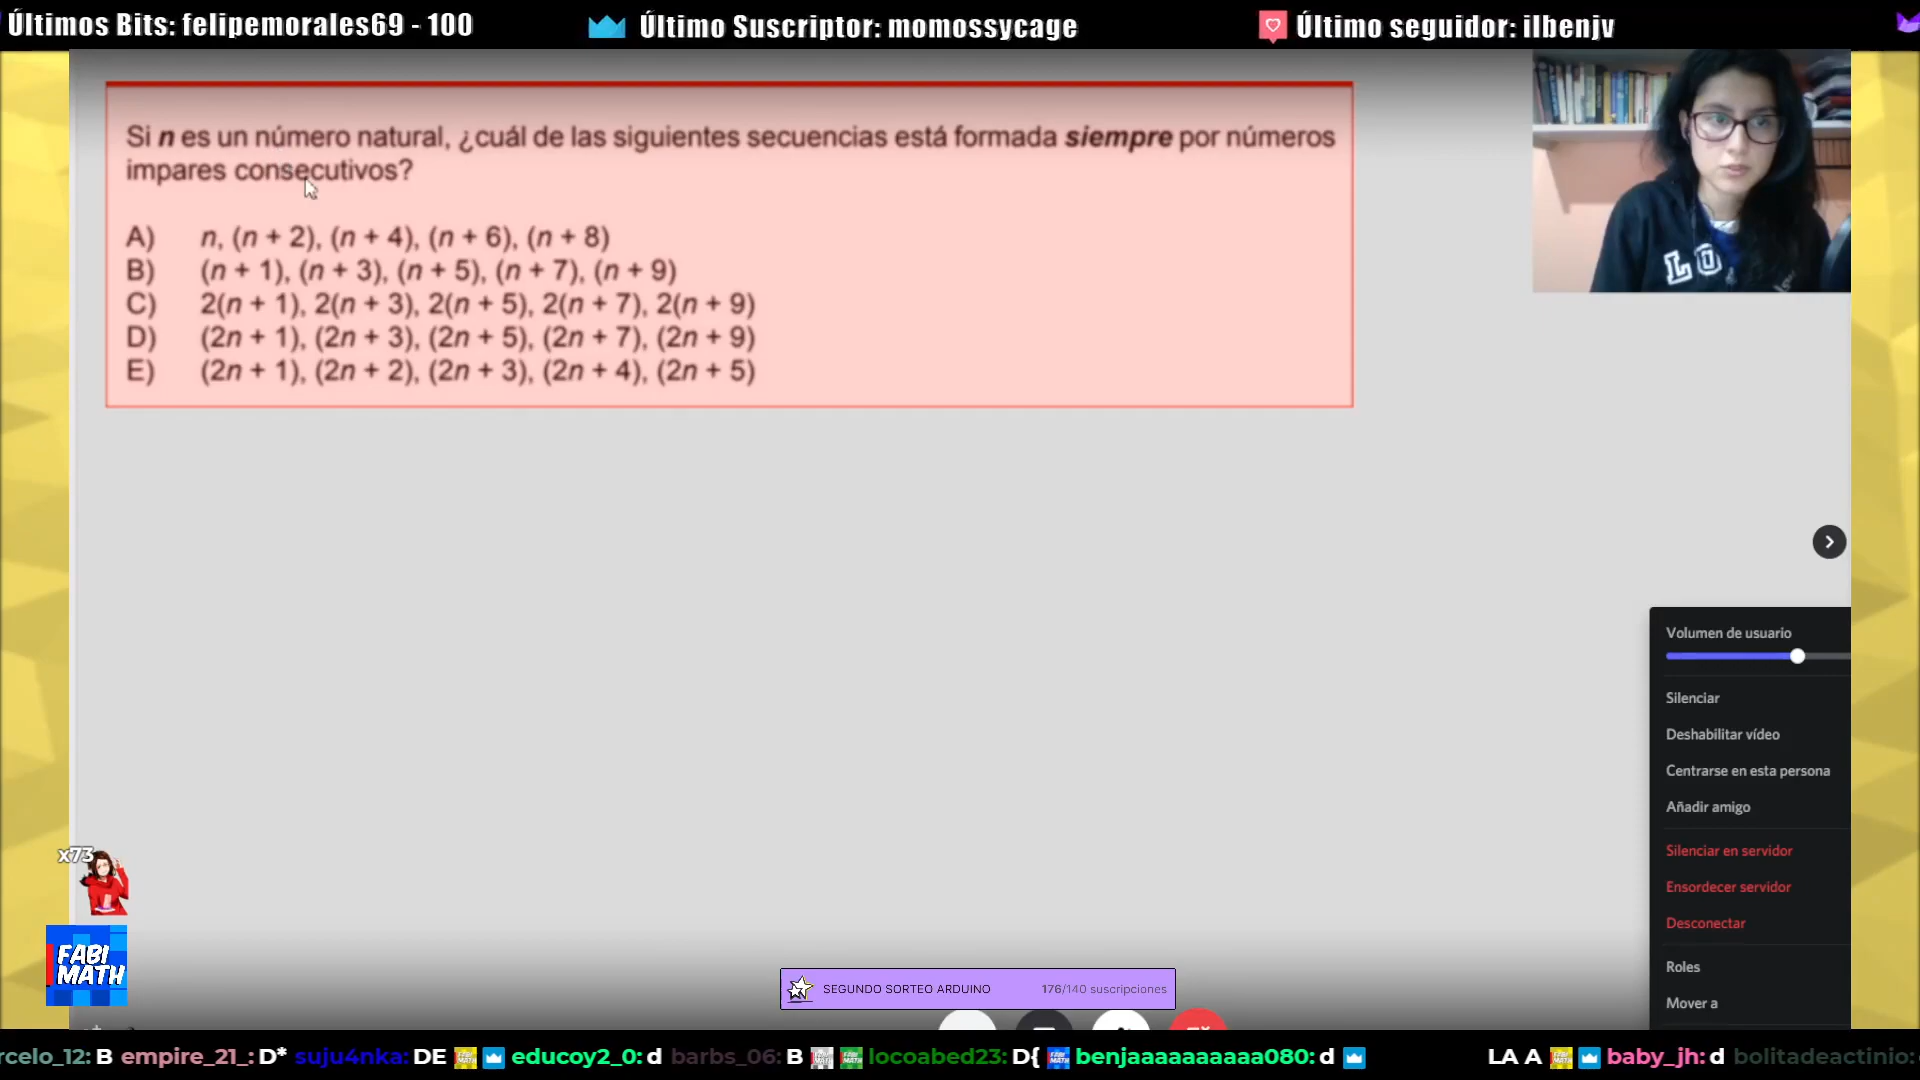 Últimos Bits: felipemorales69 - 100
Último Suscriptor: momossycage
Último seguidor: ilbenjv
Si n es un número natural, ¿cuál de las siguientes secuencias está formada siempre por números
impares consecutivos?
A) n, (n + 2), (n + 4), (n + 6), (n + 8)
B) (n + 1), (n + 3), (n + 5), (n + 7), (n + 9)
C) 2(n + 1), 2(n + 3), 2(n + 5), 2(n + 7), 2(n + 9)
D) (2n + 1), (2n + 3), (2n + 5), (2n + 7), (2n + 9)
E) (2n + 1), (2n + 2), (2n + 3), (2n + 4), (2n + 5)
LO
Volumen de usuario
Silenciar
Deshabilitar vídeo
Centrarse en esta persona
Añadir amigo
Silenciar en servidor
Ensordecer servidor
Desconectar
Roles
Mover a
x73
FABI
MATH
SEGUNDO SORTEO ARDUINO 176/140 suscripciones
rcelo_12: B empire_21_: D* suju4nka: DE educoy2_0: d barbs_06: B locoabed23: D{ benjaaaaaaaaaa080: d LA A baby_jh: d bolitadeactinio: